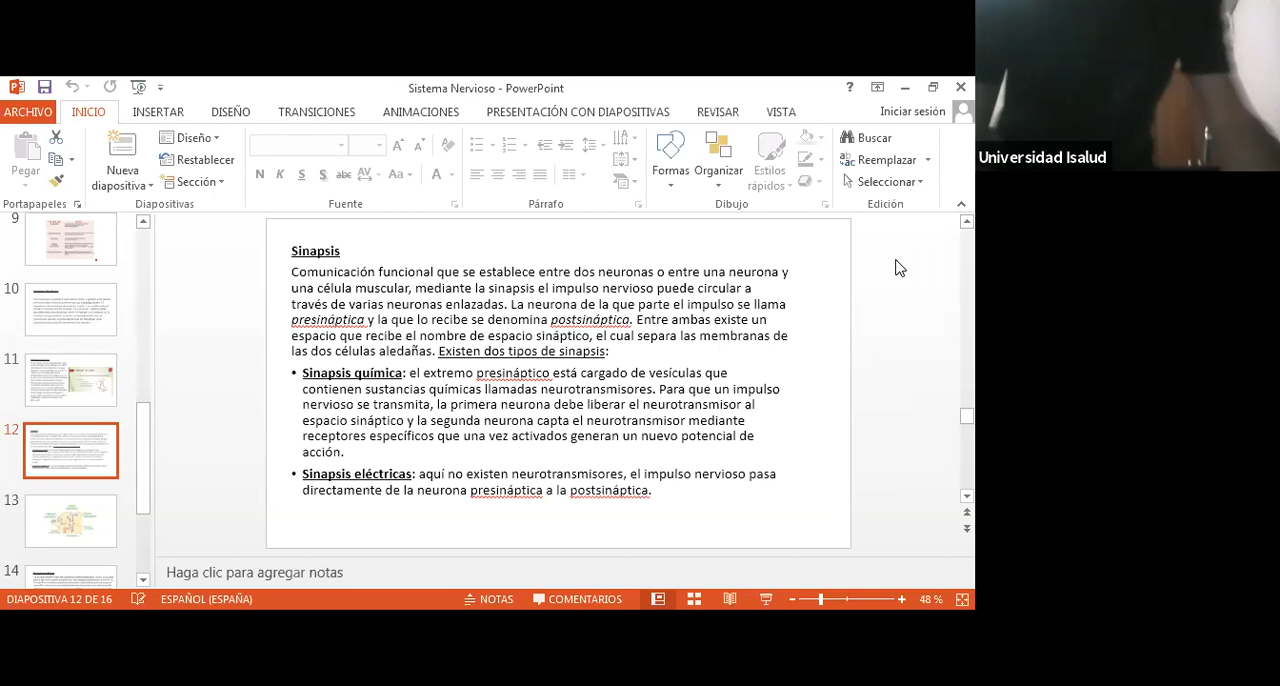 Sistema Nervioso - PowerPoint
?
ARCHIVO INICIO INSERTAR DISEÑO TRANSICIONES ANIMACIONES PRESENTACIÓN CON DIAPOSITIVAS REVISAR VISTA Iniciar sesión
Pegar
Nueva
diapositiva
Diseño
Restablecer
Sección
N K S S abc AV Aa A
Formas
Organizar
Estilos
rápidos
Buscar
Reemplazar
Seleccionar
Portapapeles Diapositivas Fuente Párrafo Dibujo Edición
9
10
11
12
13
14
Sinapsis
Comunicación funcional que se establece entre dos neuronas o entre una neurona y
una célula muscular, mediante la sinapsis el impulso nervioso puede circular a
través de varias neuronas enlazadas. La neurona de la que parte el impulso se llama
presináptica y la que lo recibe se denomina postsináptica. Entre ambas existe un
espacio que recibe el nombre de espacio sináptico, el cual separa las membranas de
las dos células aledañas. Existen dos tipos de sinapsis:
• Sinapsis química: el extremo presináptico está cargado de vesículas que
contienen sustancias químicas llamadas neurotransmisores. Para que un impulso
nervioso se transmita, la primera neurona debe liberar el neurotransmisor al
espacio sináptico y la segunda neurona capta el neurotransmisor mediante
receptores específicos que una vez activados generan un nuevo potencial de
acción.
• Sinapsis eléctricas: aquí no existen neurotransmisores, el impulso nervioso pasa
directamente de la neurona presináptica a la postsináptica.
Haga clic para agregar notas
DIAPOSITIVA 12 DE 16 ESPAÑOL (ESPAÑA) NOTAS COMENTARIOS 48 %
Universidad Isalud